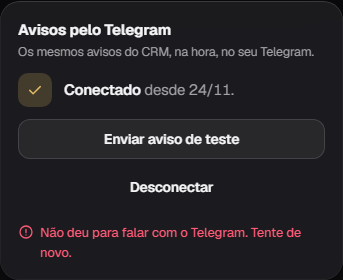 Avisos pelo Telegram
Os mesmos avisos do CRM, na hora, no seu Telegram.
Conectado desde 24/11.
Enviar aviso de teste
Desconectar
Não deu para falar com o Telegram. Tente de
novo.